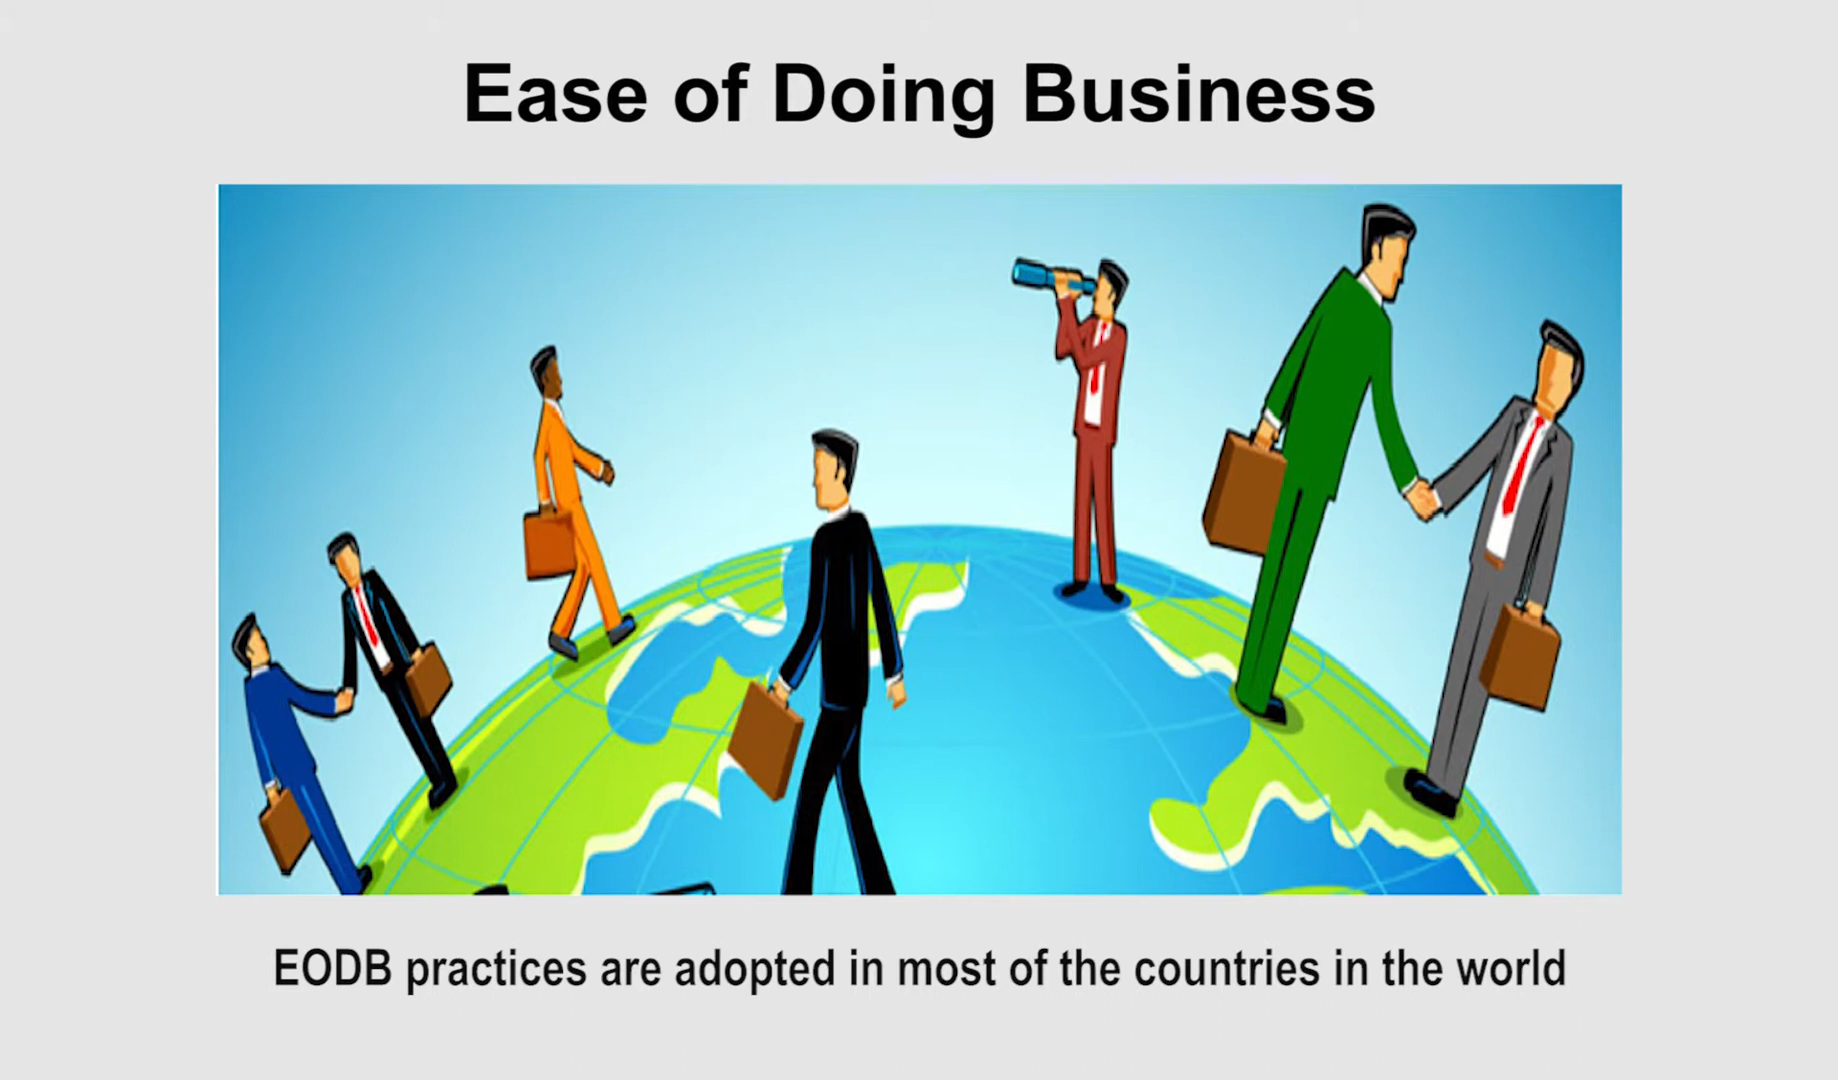 Ease of Doing Business
EODB practices are adopted in most of the countries in the world